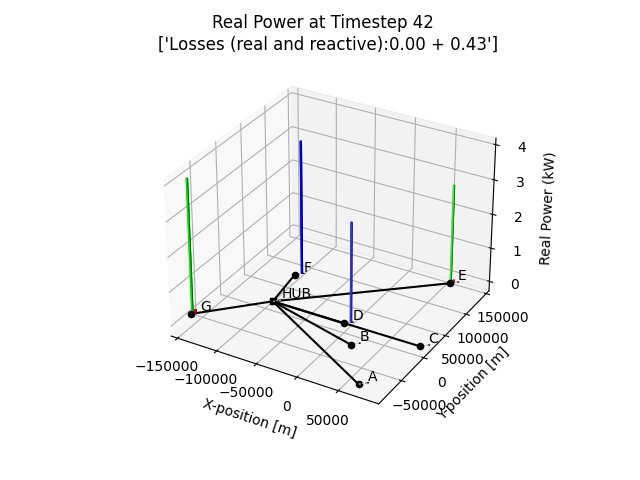 Real Power at Timestep 42
['Losses (real and reactive):0.00 + 0.43']
4
3
2
1
0
Real Power (kW)
F
E
HUB
G
D
B
C
A
150000
100000
50000
0
−50000
Y-position [m]
−150000
−100000
−50000
0
50000
X-position [m]